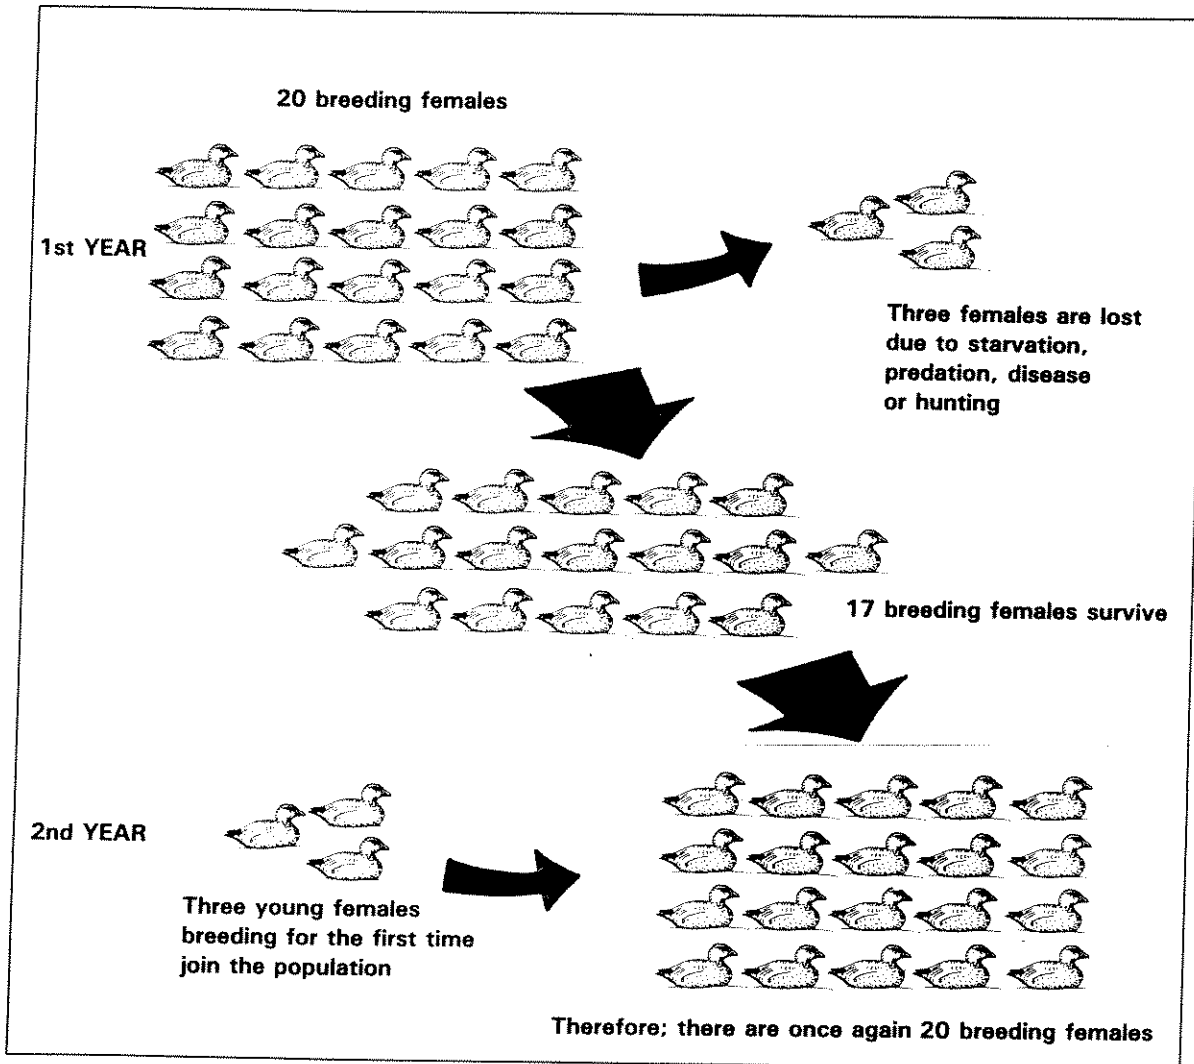 20 breeding females
1st YEAR
Three females are lost
due to starvation,
predation, disease
or hunting
17 breeding females survive
2nd YEAR
Three young females
breeding for the first time
join the population
Therefore; there are once again 20 breeding females